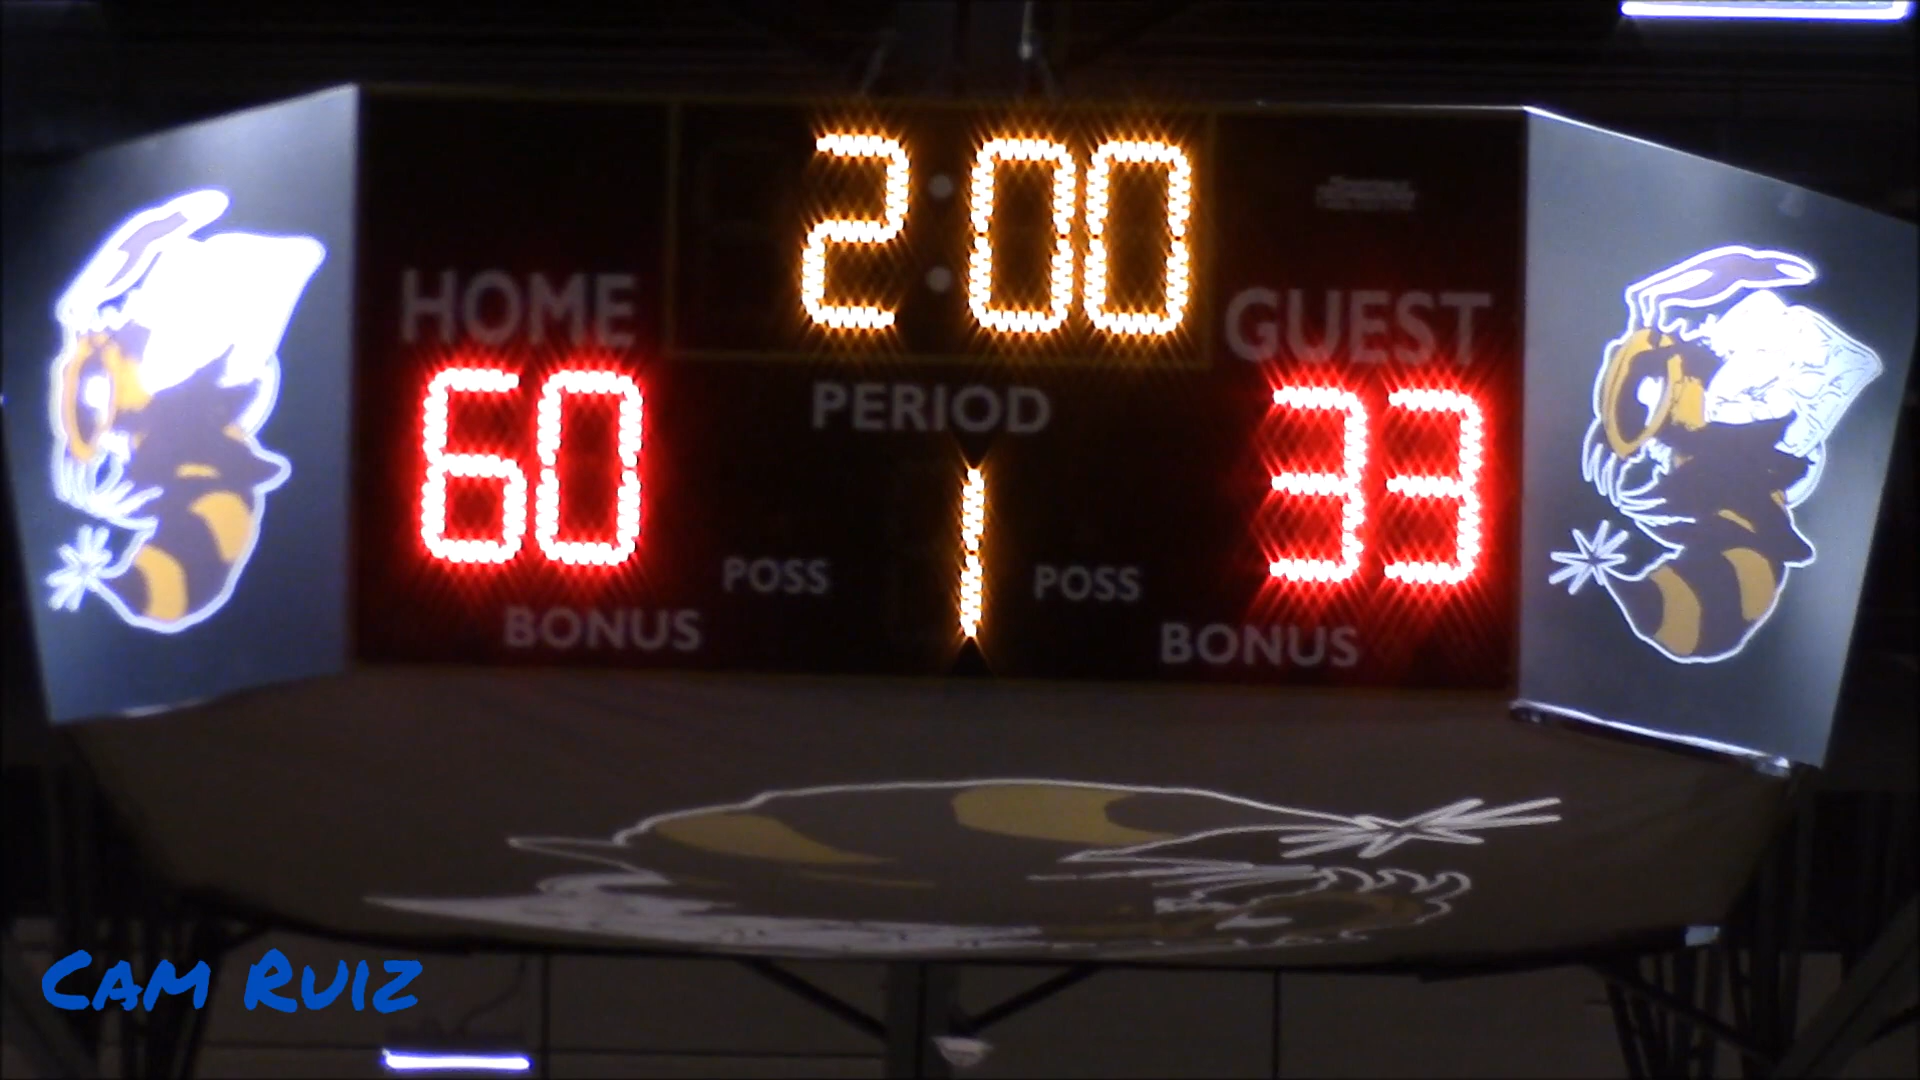 2:00
HOME
GUEST
60
PERIOD
33
1
POSS
POSS
BONUS
BONUS
Cam Ruiz